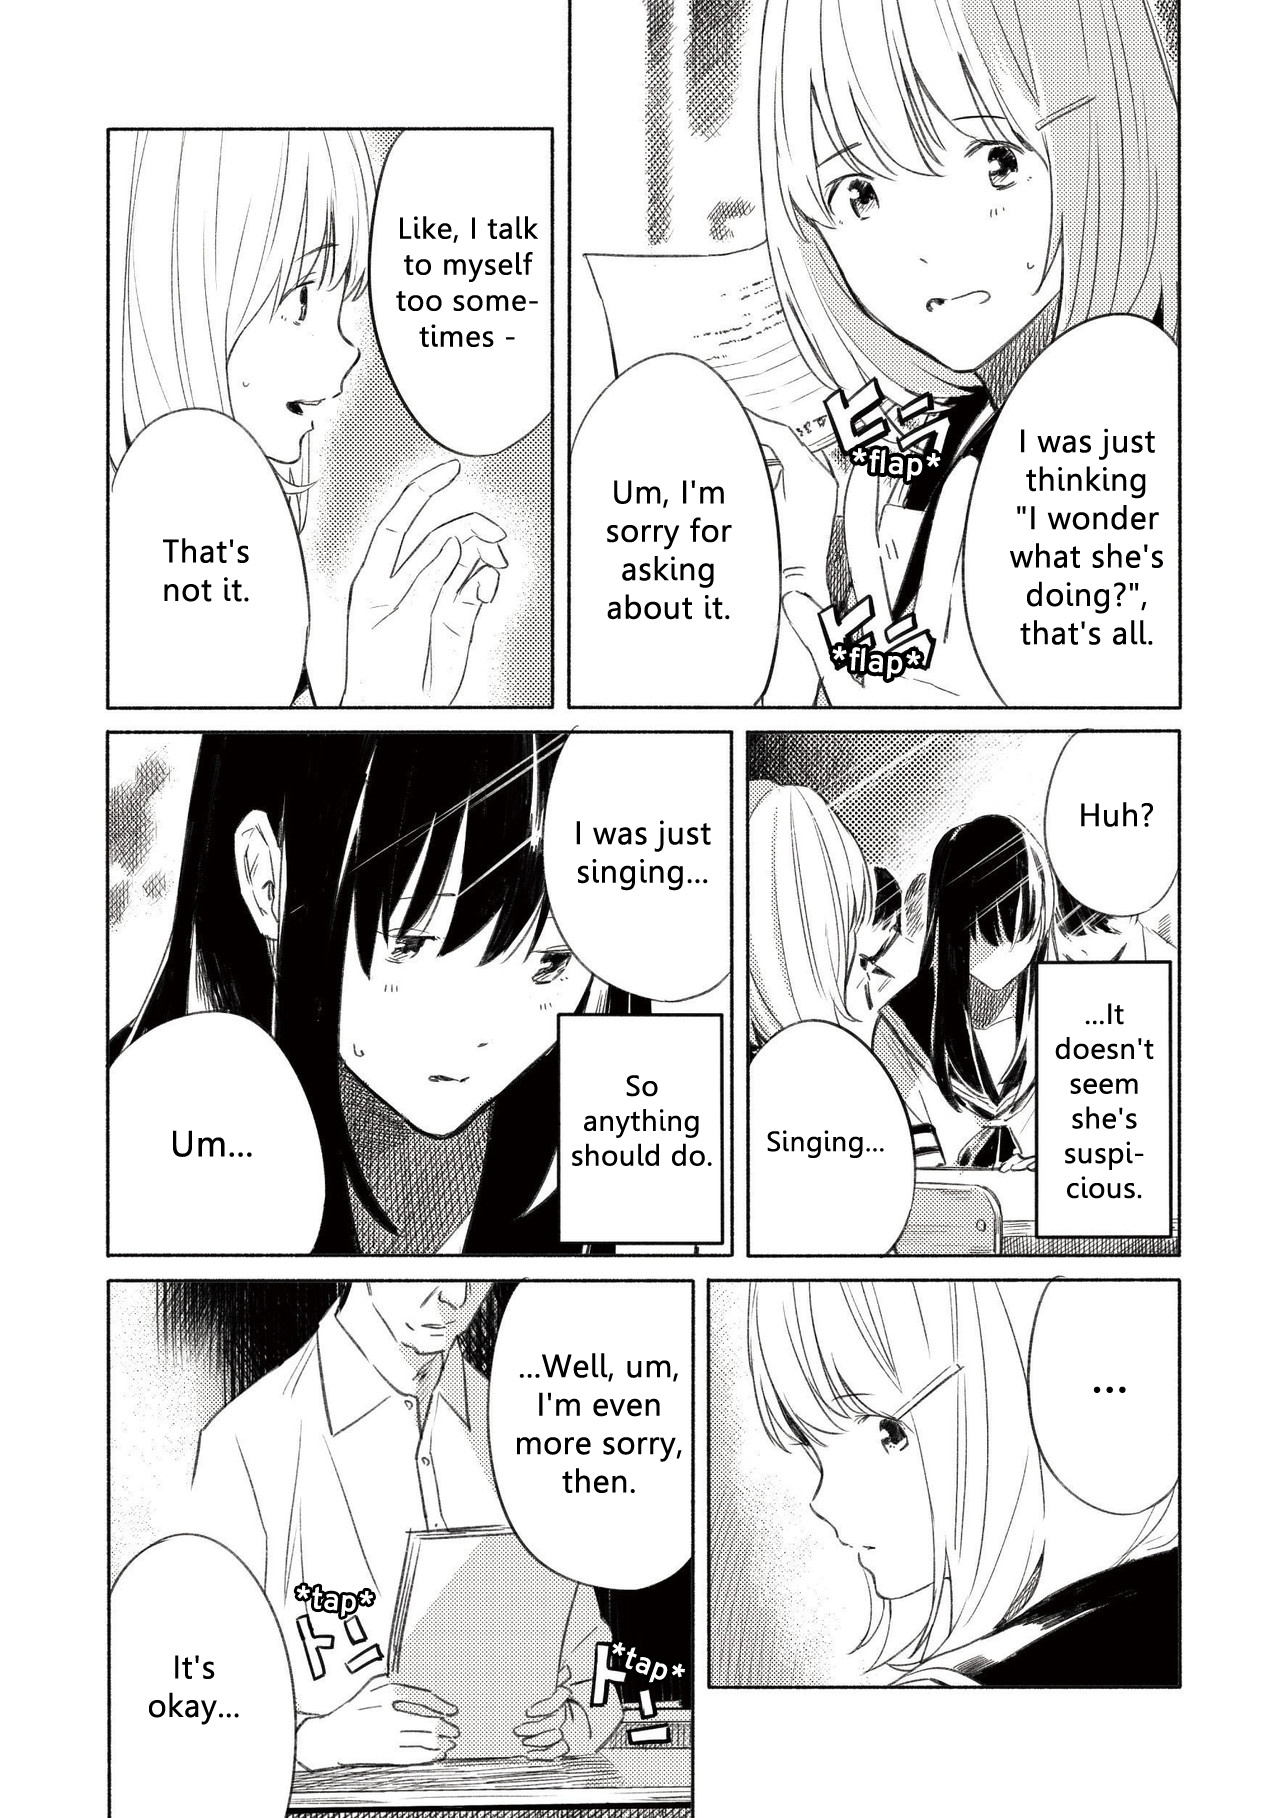 I was just
thinking
"I wonder
what she's
doing?",
that's all.
ヒラ
*flap*
ヒラ
*flap*
Um, I'm
sorry for
asking
about it.
Like, I talk
to myself
too some-
times -
That's
not it.
Huh?
...It
doesn't
seem
she's
suspi-
cious.
Singing...
I was just
singing...
So
anything
should do.
Um...
...
...Well, um,
I'm even
more sorry,
then.
*tap*
トン
*tap*
トン
It's
okay...